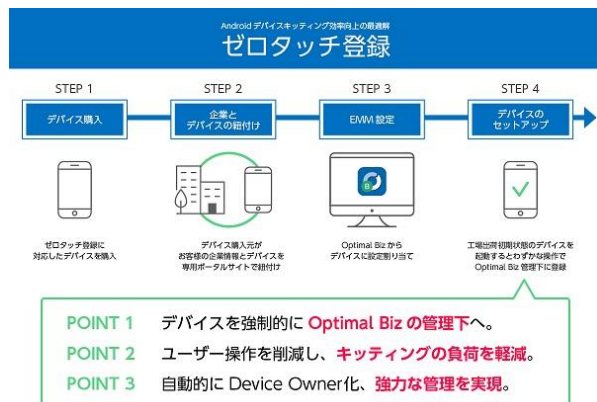 Android デバイスキッティング効率向上の最適解
ゼロタッチ登録
STEP 1
STEP 2
STEP 3
STEP 4
デバイス購入
企業と
デバイスの紐付け
EMM 設定
デバイスの
セットアップ
ゼロタッチ登録に
対応したデバイスを購入
デバイス購入元が
お客様の企業情報とデバイスを
専用ポータルサイトで紐付け
Optimal Biz から
デバイスに設定割り当て
工場出荷初期状態のデバイスを
起動するとわずかな操作で
Optimal Biz 管理下に登録
POINT 1 デバイスを強制的に Optimal Biz の管理下へ。
POINT 2 ユーザー操作を削減し、キッティングの負荷を軽減。
POINT 3 自動的に Device Owner化、強力な管理を実現。